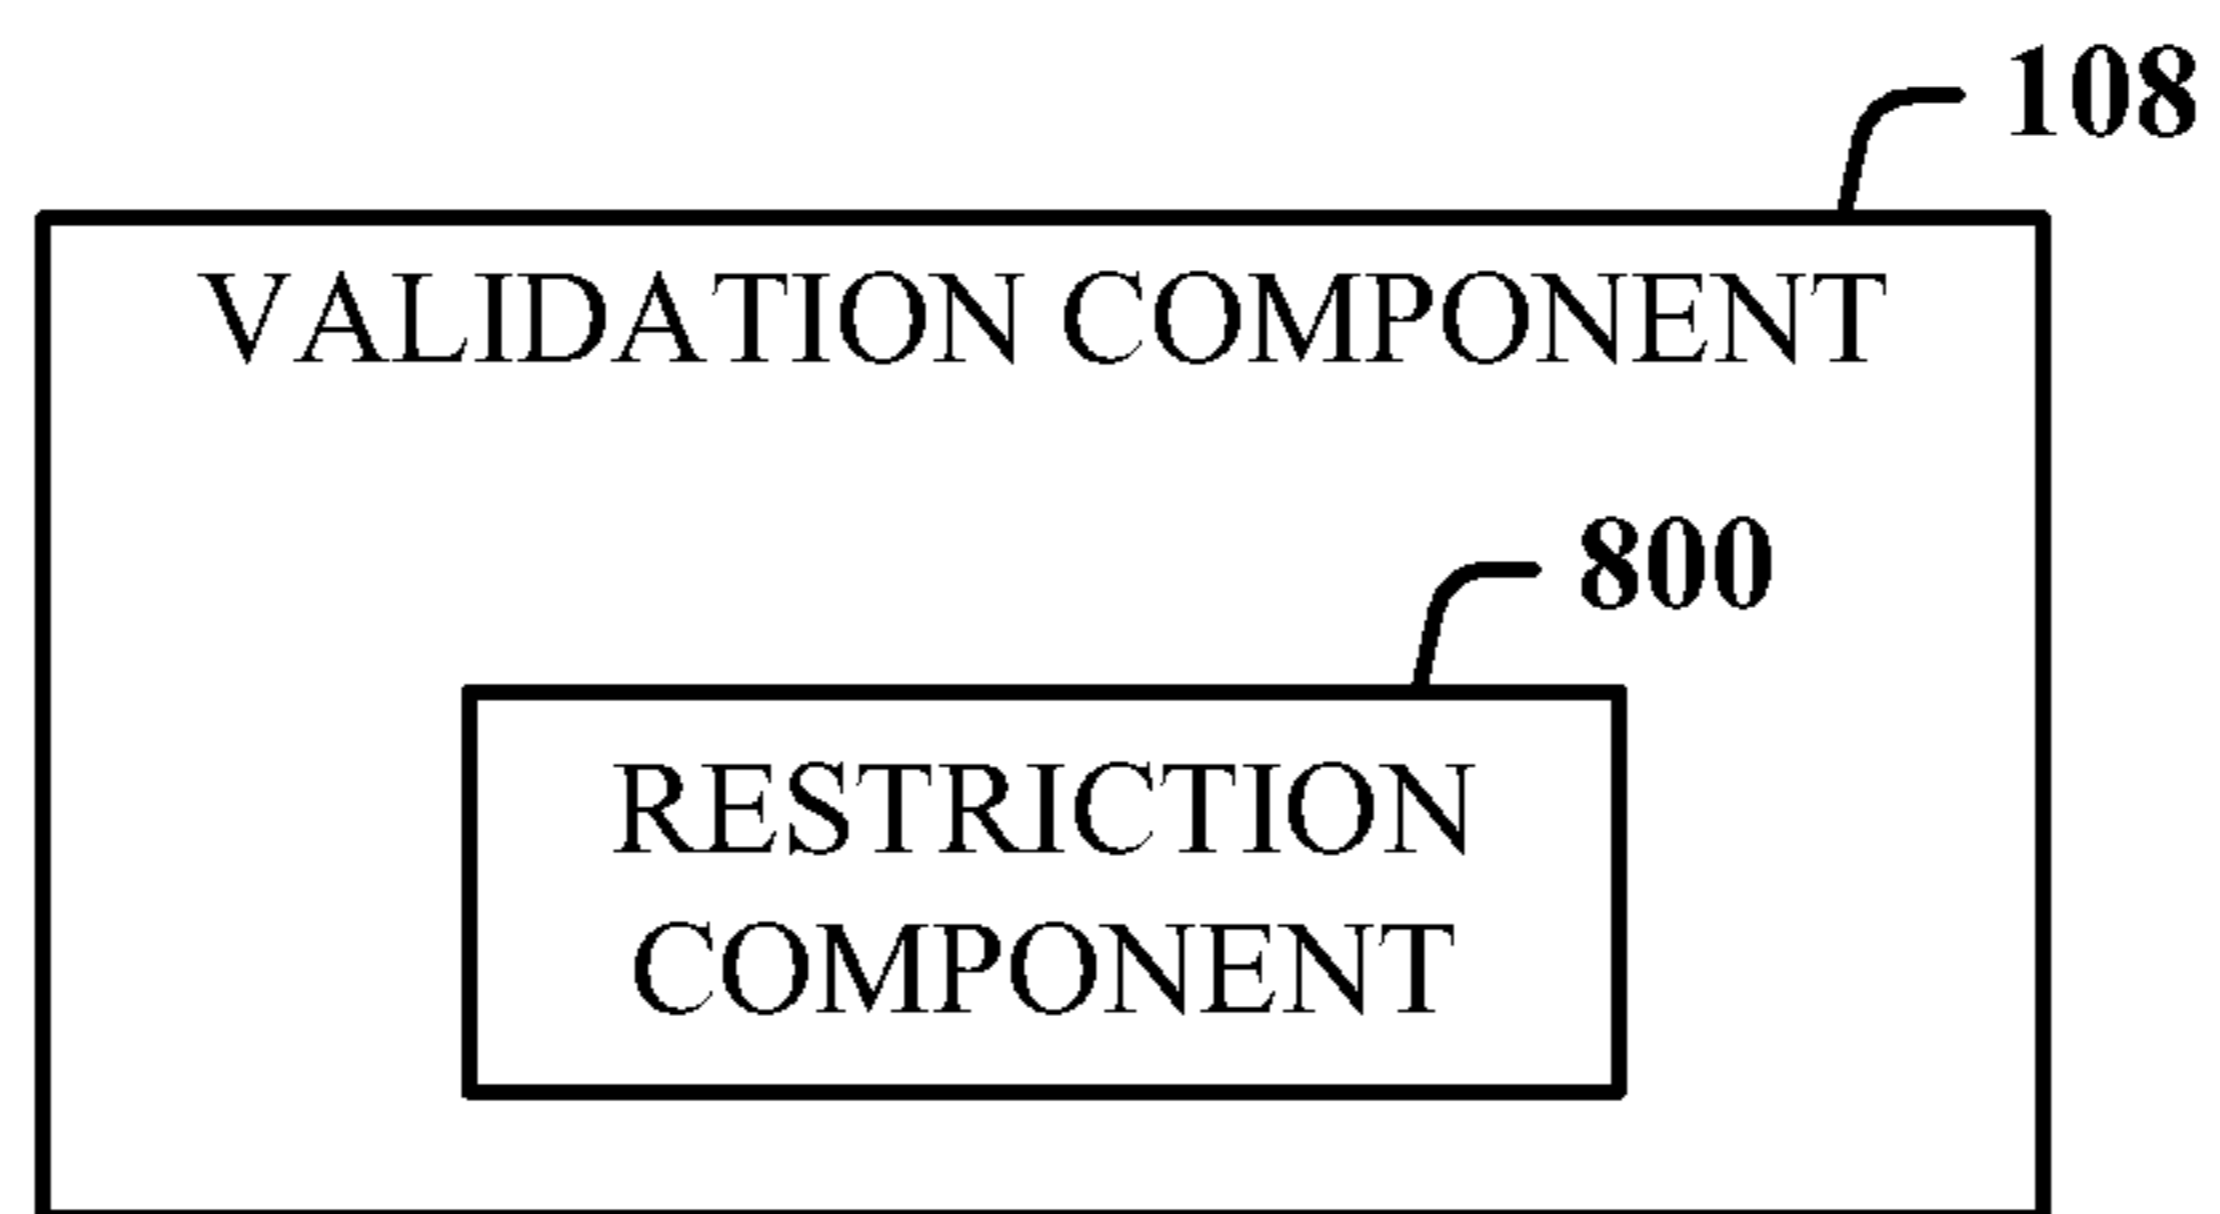 108
VALIDATION COMPONENT
800
RESTRICTION
COMPONENT